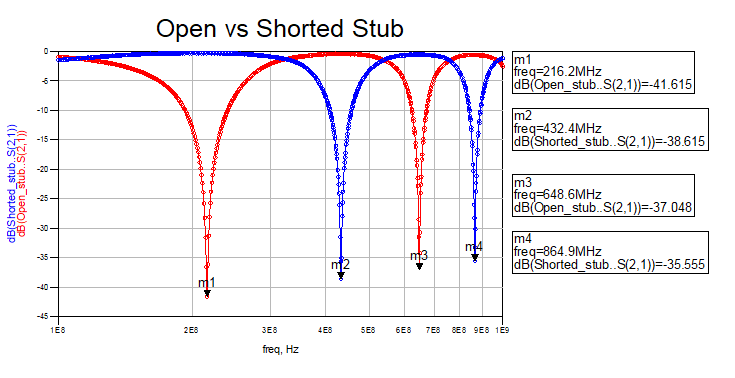 Open vs Shorted Stub
m1
freq=216.2MHz
dB(Open_stub..S(2,1))=-41.615
m2
freq=432.4MHz
dB(Shorted_stub..S(2,1))=-38.615
m3
freq=648.6MHz
dB(Open_stub..S(2,1))=-37.048
m4
freq=864.9MHz
dB(Shorted_stub..S(2,1))=-35.555
dB(Shorted_stub..S(2,1))
dB(Open_stub..S(2,1))
0
-5
-10
-15
-20
-25
-30
-35
-40
-45
m1
m2
m3
m4
1E8 2E8 3E8 4E8 5E8 6E8 7E8 8E8 9E8 1E9
freq, Hz